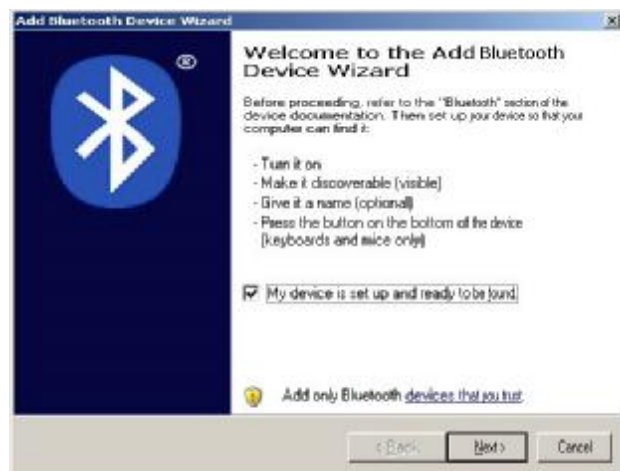 Add Bluetooth Device Wizard
®
Welcome to the Add Bluetooth
Device Wizard
Before proceeding, refer to the "Bluetooth" section of the
device documentation. Then set up your device so that your
computer can find it:
- Turn it on
- Make it discoverable (visible)
- Give it a name (optional)
- Press the button on the bottom of the device
(keyboards and mice only)
My device is set up and ready to be found.
Add only Bluetooth devices that you trust.
< Back Next > Cancel